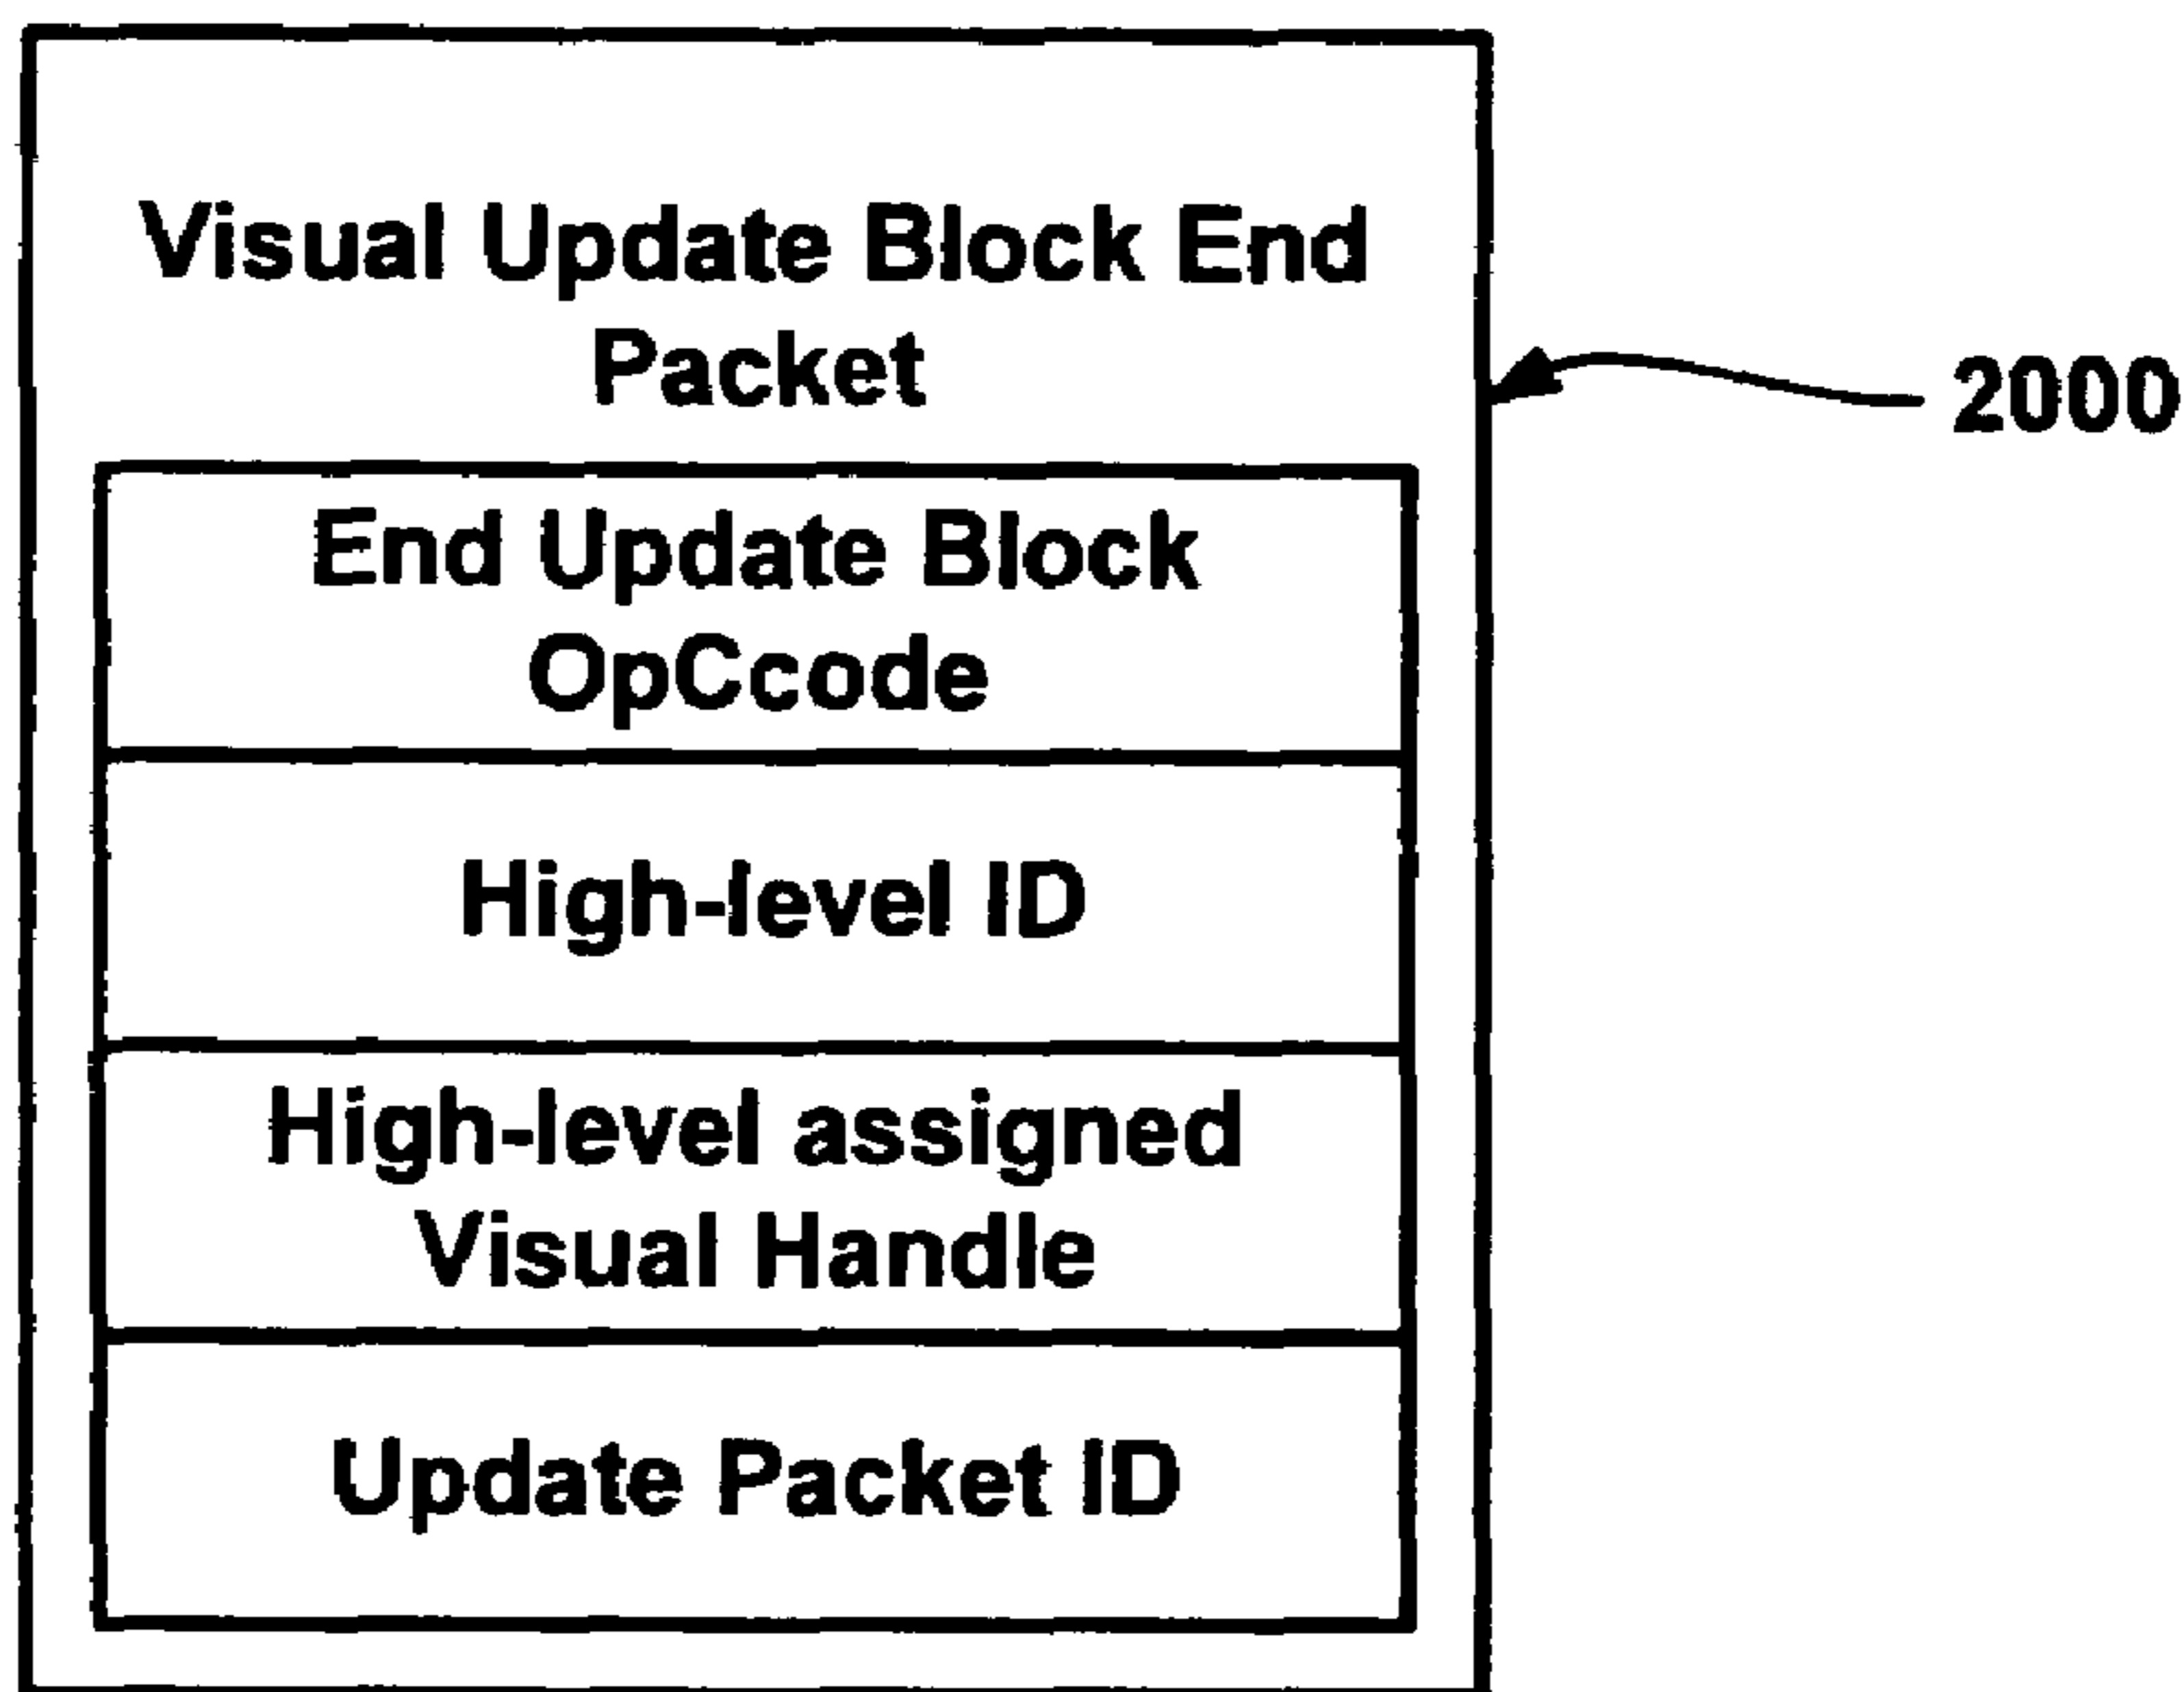 Visual Update Block End
Packet
2000
End Update Block
OpCcode
High-level ID
High-level assigned
Visual Handle
Update Packet ID